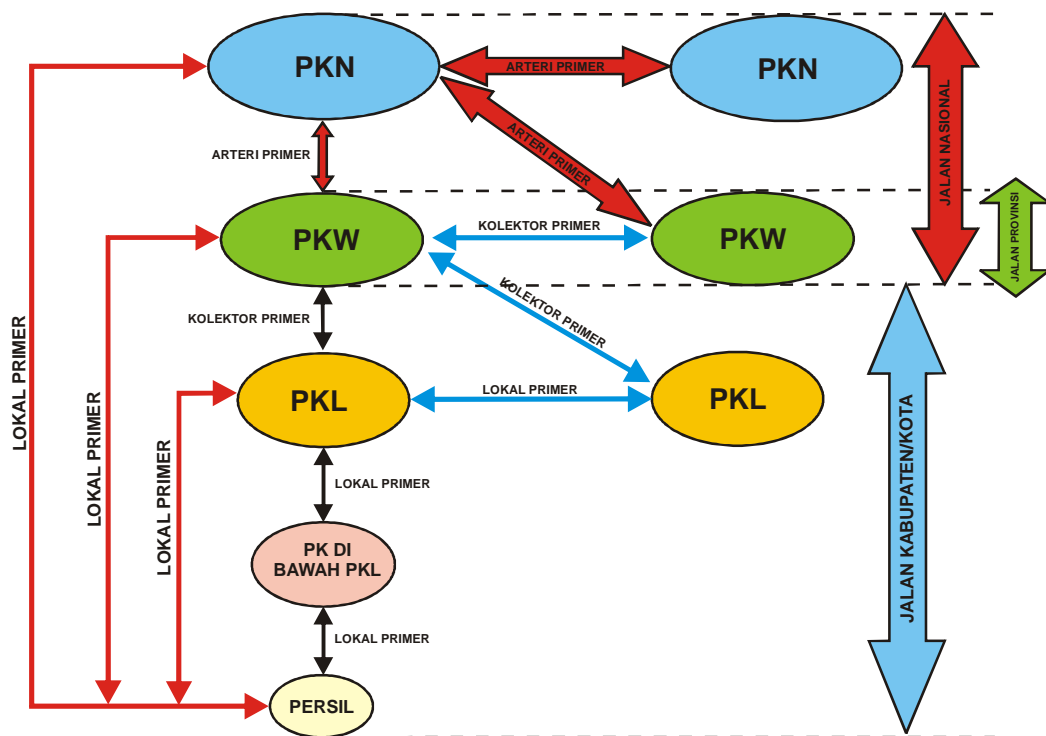 PKN
ARTERI PRIMER
PKN
ARTERI PRIMER
ARTERI PRIMER
JALAN NASIONAL
PKW
KOLEKTOR PRIMER
PKW
JALAN PROVINSI
KOLEKTOR PRIMER
KOLEKTOR PRIMER
LOKAL PRIMER
LOKAL PRIMER
LOKAL PRIMER
PKL
LOKAL PRIMER
PKL
JALAN KABUPATEN/KOTA
LOKAL PRIMER
PK DI
BAWAH PKL
LOKAL PRIMER
PERSIL